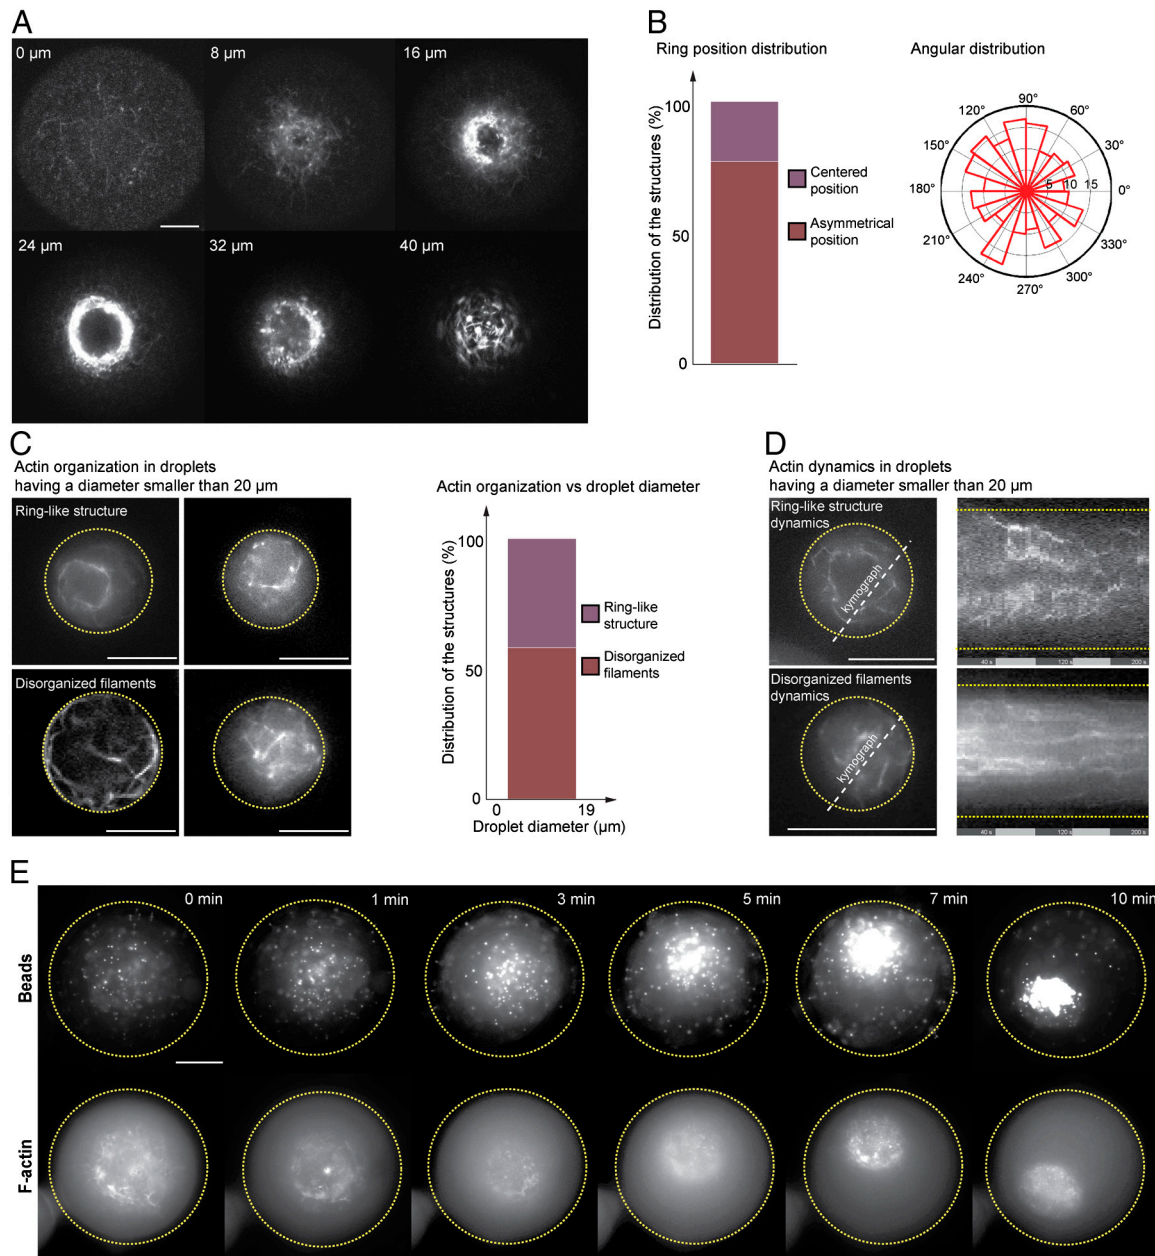 A
0 µm
8 µm
16 µm
24 µm
32 µm
40 µm
B
Ring position distribution
Distribution of the structures (%)
100
50
0
Centered
position
Asymmetrical
position
Angular distribution
90°
120°
60°
150°
30°
180°
5 10 15
0°
210°
330°
240°
300°
270°
C
Actin organization in droplets
having a diameter smaller than 20 µm
Ring-like structure
Disorganized filaments
Actin organization vs droplet diameter
Distribution of the structures (%)
100
50
0
Ring-like
structure
Disorganized
filaments
0
19
Droplet diameter (µm)
D
Actin dynamics in droplets
having a diameter smaller than 20 µm
Ring-like structure
dynamics
kymograph
40 s
120 s
200 s
Disorganized filaments
dynamics
kymograph
40 s
120 s
200 s
E
0 min
1 min
3 min
5 min
7 min
10 min
Beads
F-actin